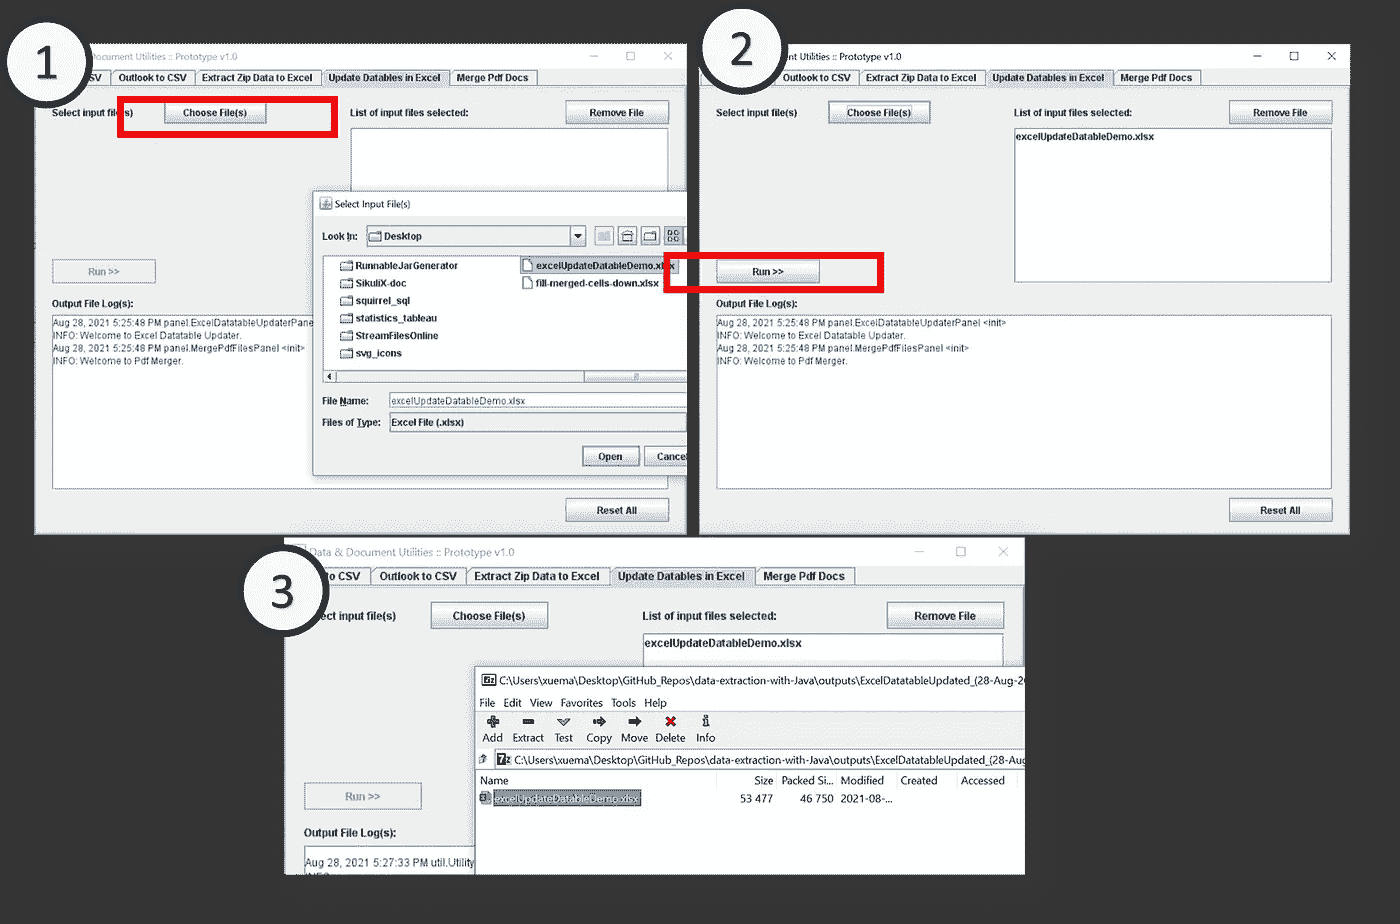 1
Document Utilities :: Prototype v1.0
SV Outlook to CSV Extract Zip Data to Excel Update Datables in Excel Merge Pdf Docs
Select input file(s) Choose File(s) List of input files selected: Remove File
Select Input File(s)
Look In: Desktop
RunnableJarGenerator excelUpdateDatableDemo.xlsx
SikuliX-doc fill-merged-cells-down.xlsx
squirrel_sql
statistics_tableau
StreamFilesOnline
svg_icons
File Name: excelUpdateDatableDemo.xlsx
Files of Type: Excel File (.xlsx)
Open Cancel
Run >>
Output File Log(s):
Aug 28, 2021 5:25:48 PM panel.ExcelDatatableUpdaterPane
INFO: Welcome to Excel Datatable Updater.
Aug 28, 2021 5:25:48 PM panel.MergePdfFilesPanel <init>
INFO: Welcome to Pdf Merger.
Reset All
2
ent Utilities :: Prototype v1.0
Outlook to CSV Extract Zip Data to Excel Update Datables in Excel Merge Pdf Docs
Select input file(s) Choose File(s) List of input files selected: Remove File
excelUpdateDatableDemo.xlsx
Run >>
Output File Log(s):
Aug 28, 2021 5:25:48 PM panel.ExcelDatatableUpdaterPanel <init>
INFO: Welcome to Excel Datatable Updater.
Aug 28, 2021 5:25:48 PM panel.MergePdfFilesPanel <init>
INFO: Welcome to Pdf Merger.
Reset All
3
Data & Document Utilities :: Prototype v1.0
to CSV Outlook to CSV Extract Zip Data to Excel Update Datables in Excel Merge Pdf Docs
ect input file(s) Choose File(s) List of input files selected: Remove File
excelUpdateDatableDemo.xlsx
C:\Users\xuema\Desktop\GitHub_Repos\data-extraction-with-Java\outputs\ExcelDatatableUpdated_(28-Aug-2
File Edit View Favorites Tools Help
Add Extract Test Copy Move Delete Info
7z C:\Users\xuema\Desktop\GitHub_Repos\data-extraction-with-Java\outputs\ExcelDatatableUpdated_(28-Aug
Name Size Packed Si... Modified Created Accessed
excelUpdateDatableDemo.xlsx 53 477 46 750 2021-08-...
Run >>
Output File Log(s):
Aug 28, 2021 5:27:33 PM util.Utility